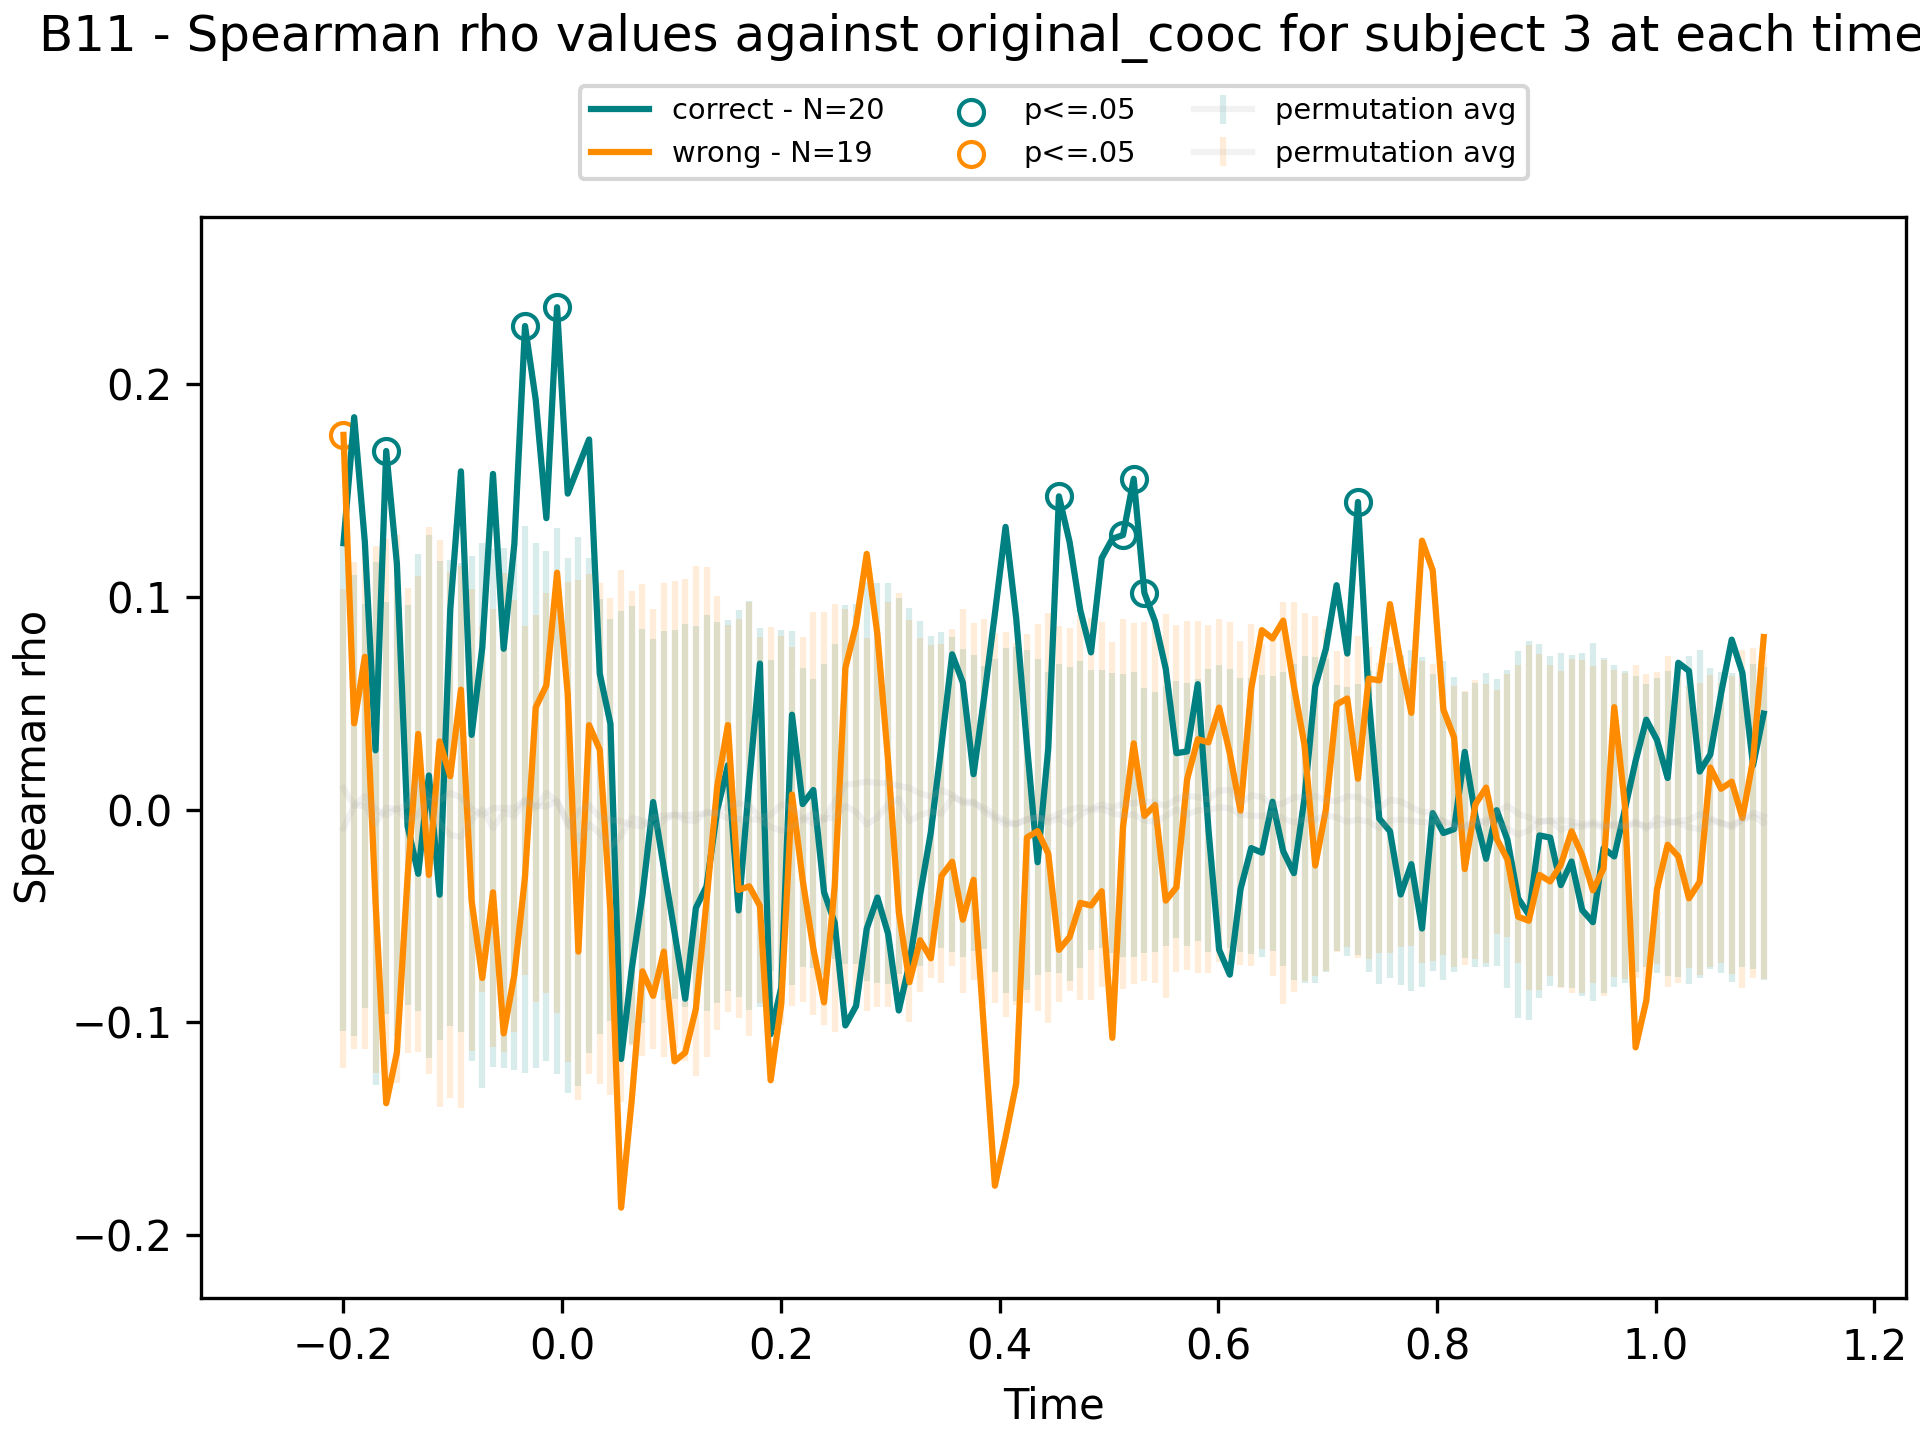 B11 - Spearman rho values against original_cooc for subject 3 at each time
correct - N=20 p<=.05 permutation avg
wrong - N=19 p<=.05 permutation avg
Spearman rho
0.2
0.1
0.0
−0.1
−0.2
−0.2 0.0 0.2 0.4 0.6 0.8 1.0 1.2
Time